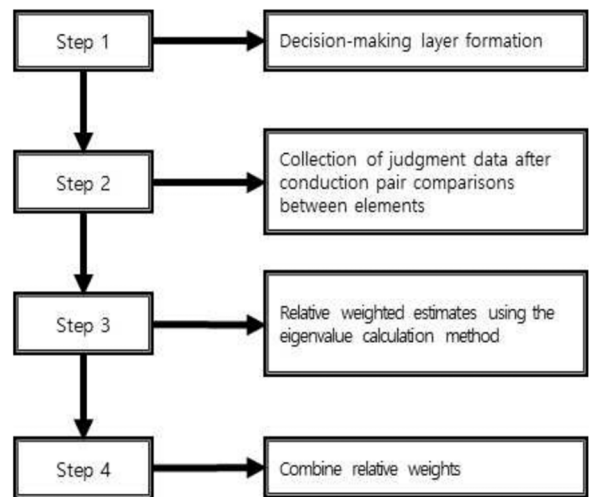 Step 1
Decision-making layer formation
Step 2
Collection of judgment data after
conduction pair comparisons
between elements
Step 3
Relative weighted estimates using the
eigenvalue calculation method
Step 4
Combine relative weights